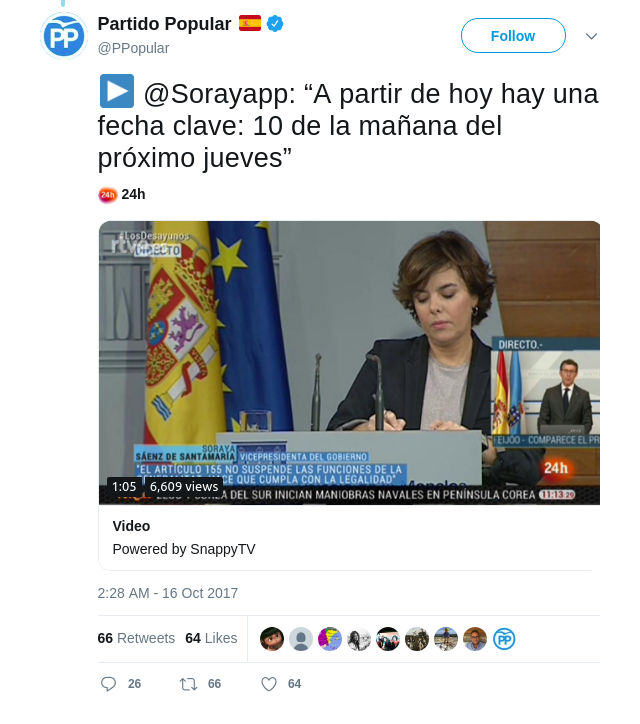 Partido Popular
@PPopular
Follow
@Sorayapp: “A partir de hoy hay una
fecha clave: 10 de la mañana del
próximo jueves”
24h
24h
#LosDesayunos
rtve.es
DIRECTO
DIRECTO.-
EIJÓO - COMPARECE EL PR
SORAYA
SÁENZ DE SANTAMARÍA VICEPRESIDENTA DEL GOBIERNO
"EL ARTÍCULO 155 NO SUSPENDE LAS FUNCIONES DE LA
CE QUE CUMPLA CON LA LEGALIDAD"
24h
1:05 6,609 views
A DEL SUR INICIAN MANIOBRAS NAVALES EN PENÍNSULA COREA 11:13:20
Video
Powered by SnappyTV
2:28 AM - 16 Oct 2017
66 Retweets 64 Likes
26 66 64